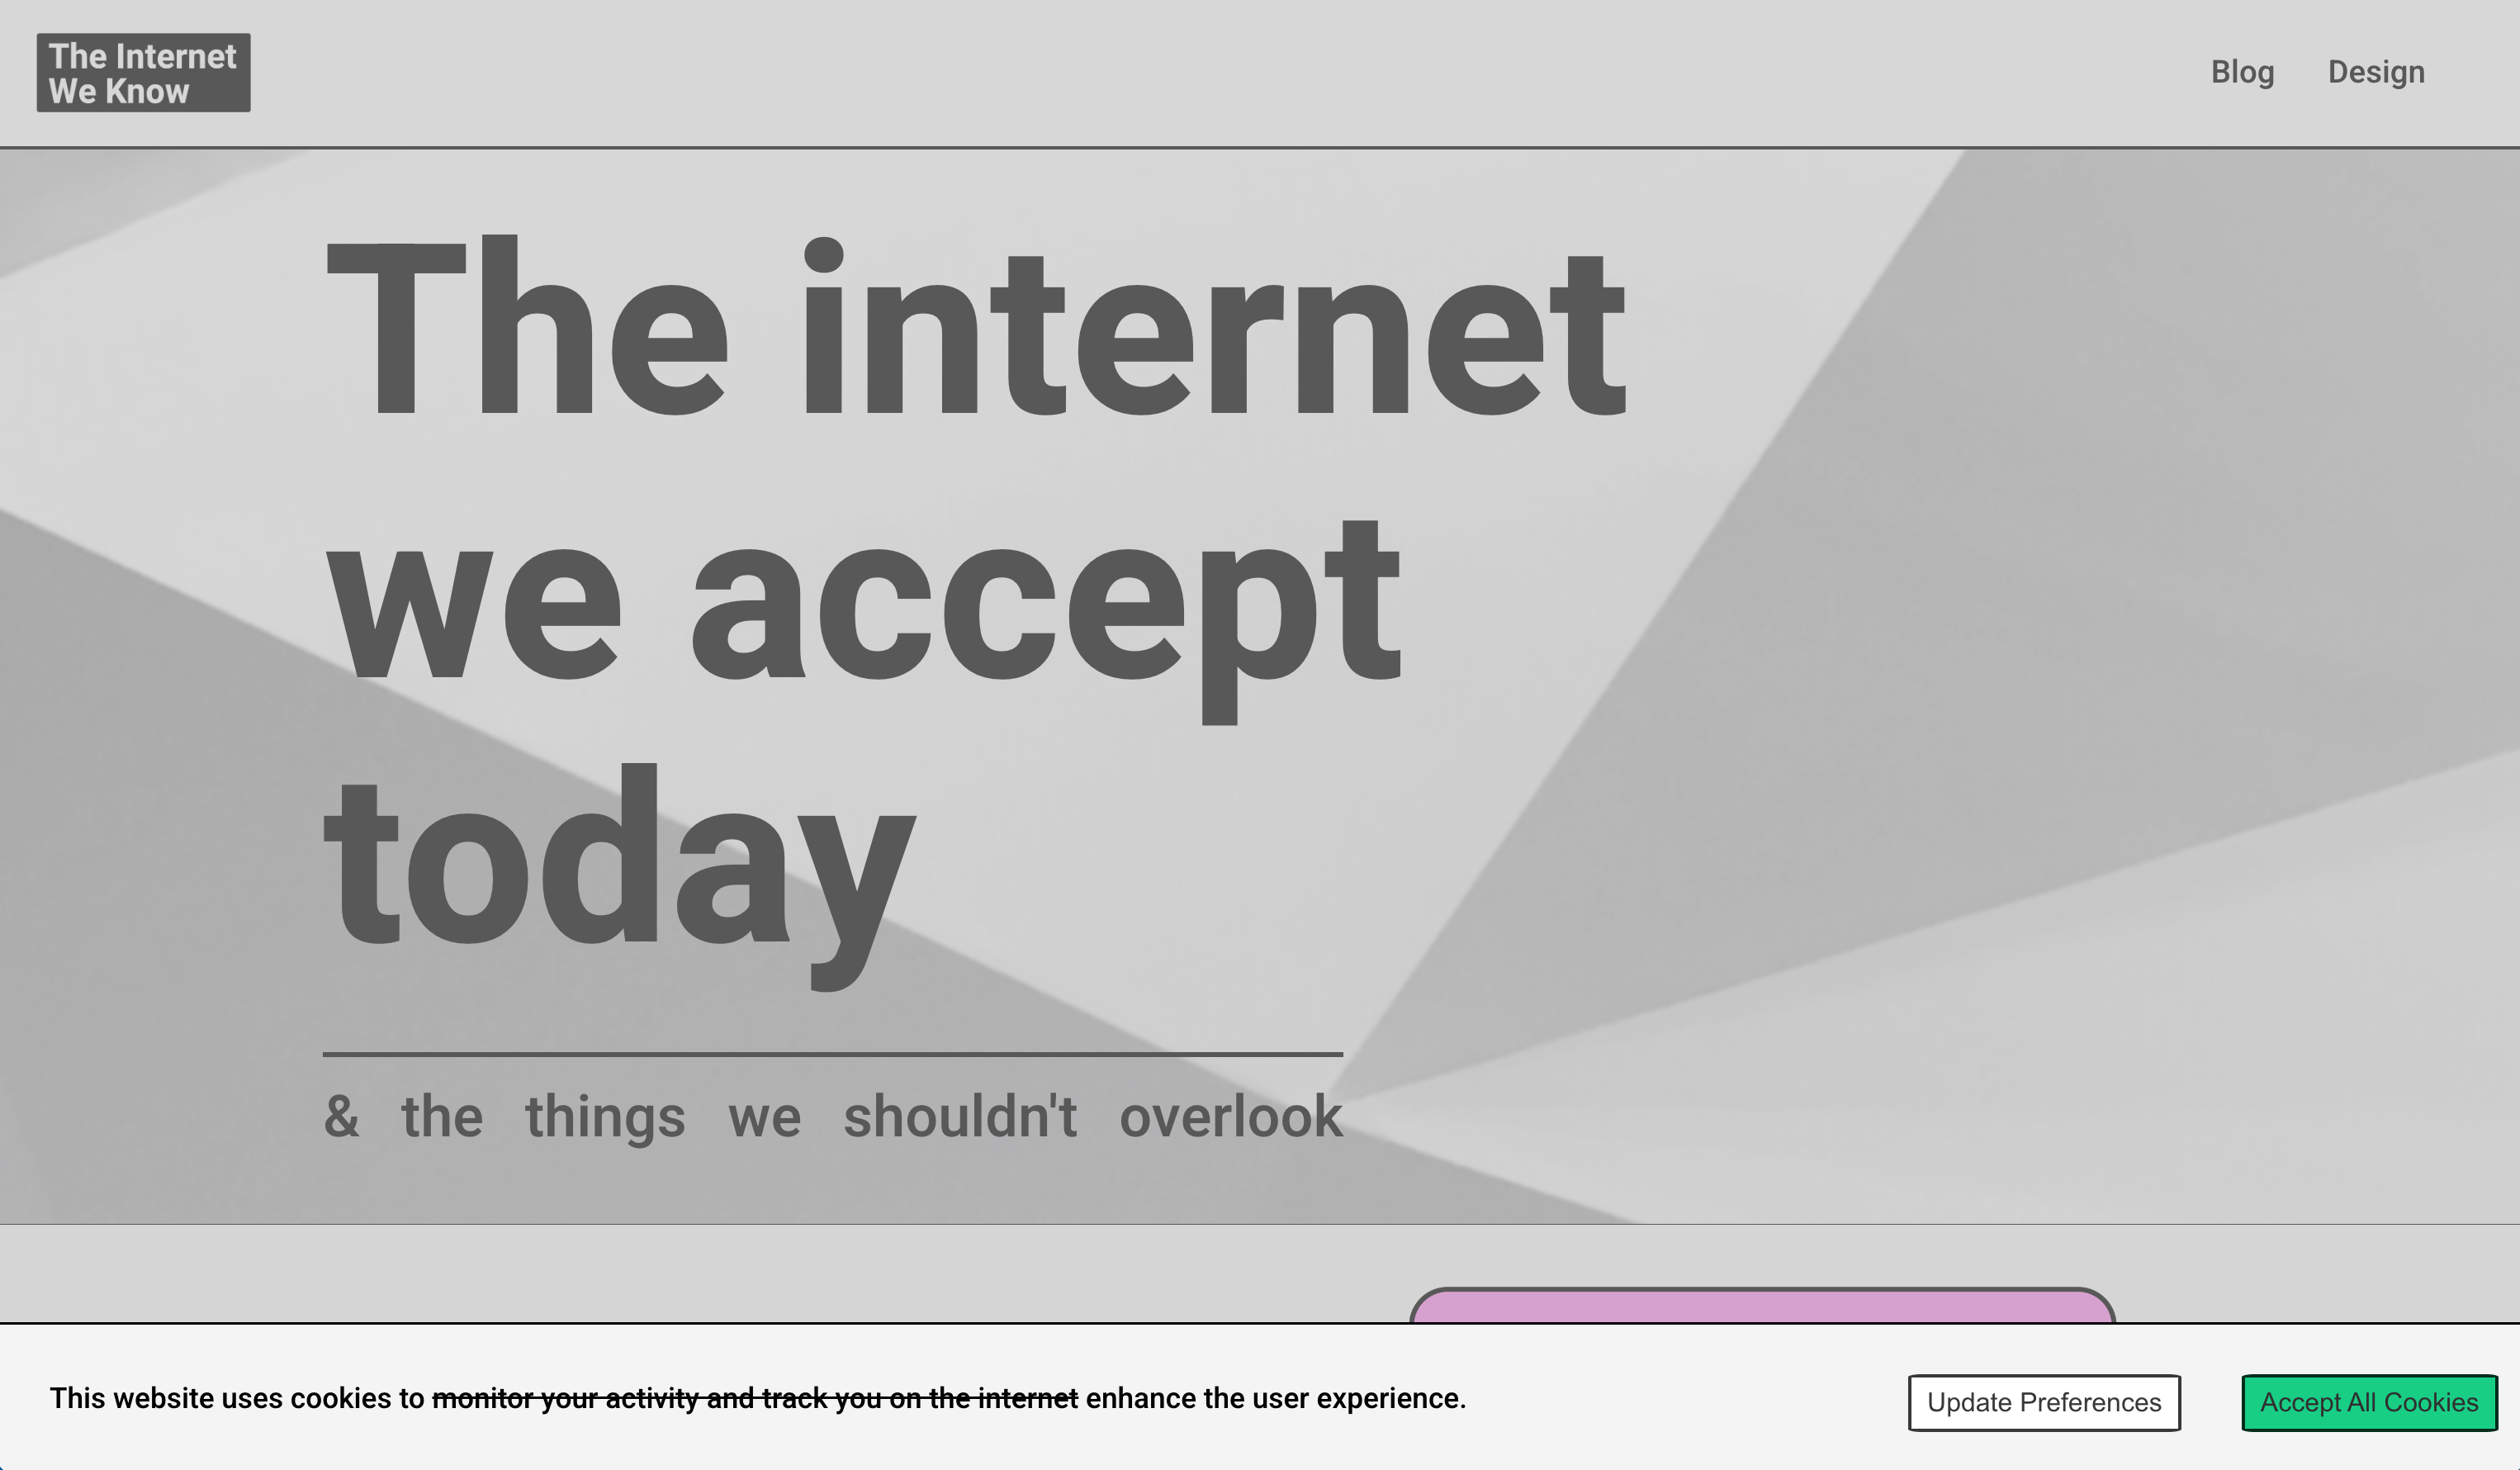 The Internet
We Know
Blog Design
The internet
we accept
today
& the things we shouldn't overlook
This website uses cookies to monitor your activity and track you on the internet enhance the user experience.
Update Preferences Accept All Cookies